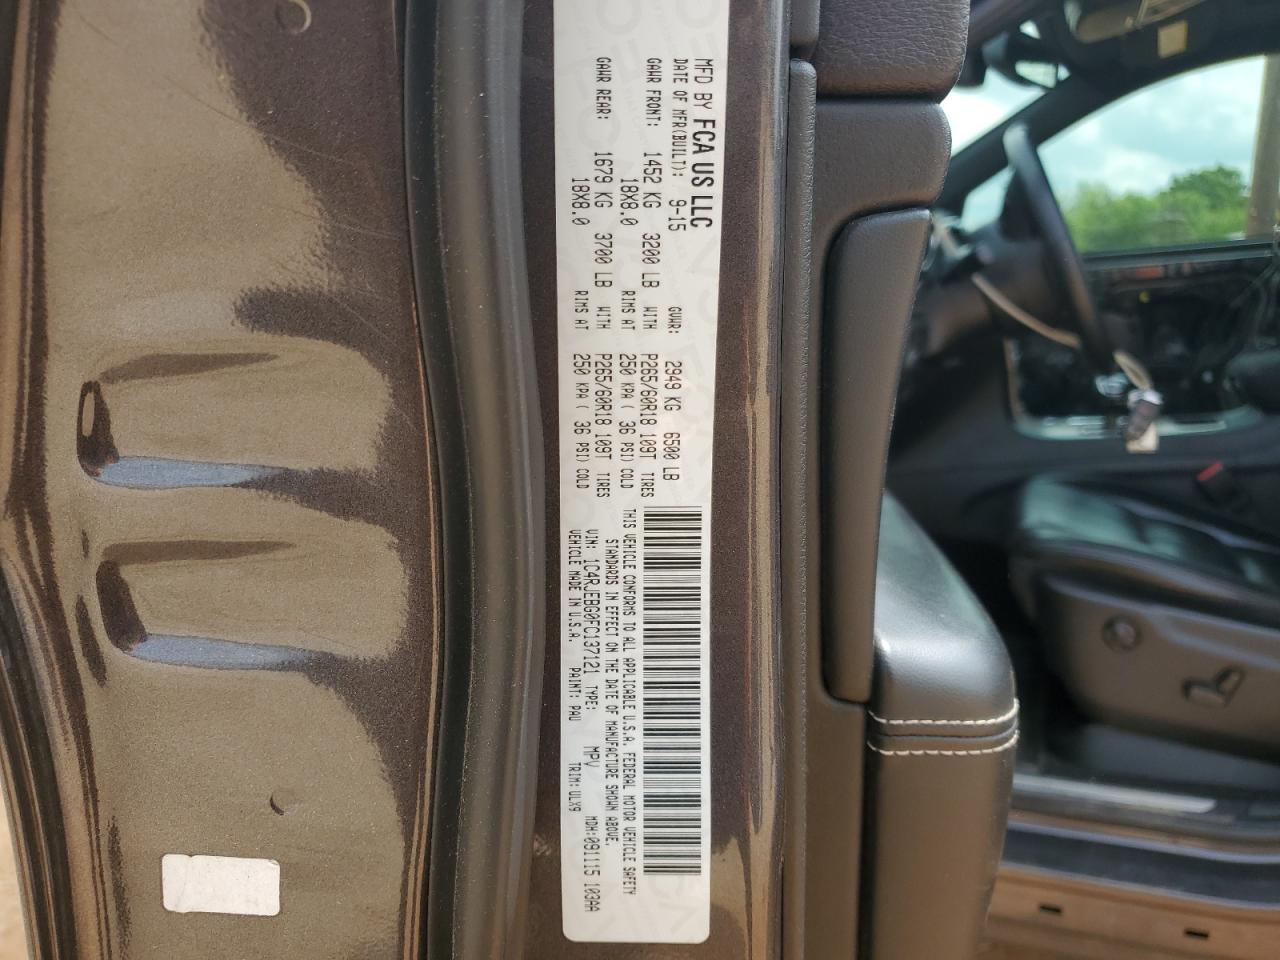 MFD BY FCA US LLC
DATE OF MFR(BUILT): 9-15 GVWR: 2949 KG 6500 LB
GAWR FRONT: 1452 KG 3200 LB WITH P265/60R18 109T TIRES
18X8.0 RIMS AT 250 KPA ( 36 PSI) COLD
GAWR REAR: 1679 KG 3700 LB WITH P265/60R18 109T TIRES
18X8.0 RIMS AT 250 KPA ( 36 PSI) COLD
THIS VEHICLE CONFORMS TO ALL APPLICABLE U.S.A. FEDERAL MOTOR VEHICLE SAFETY
STANDARDS IN EFFECT ON THE DATE OF MANUFACTURE SHOWN ABOVE.
VIN: 1C4RJEBG0FC137121 TYPE: MPV MDH:091115 103AA
VEHICLE MADE IN U.S.A. PAINT: PAU TRIM: ULX9